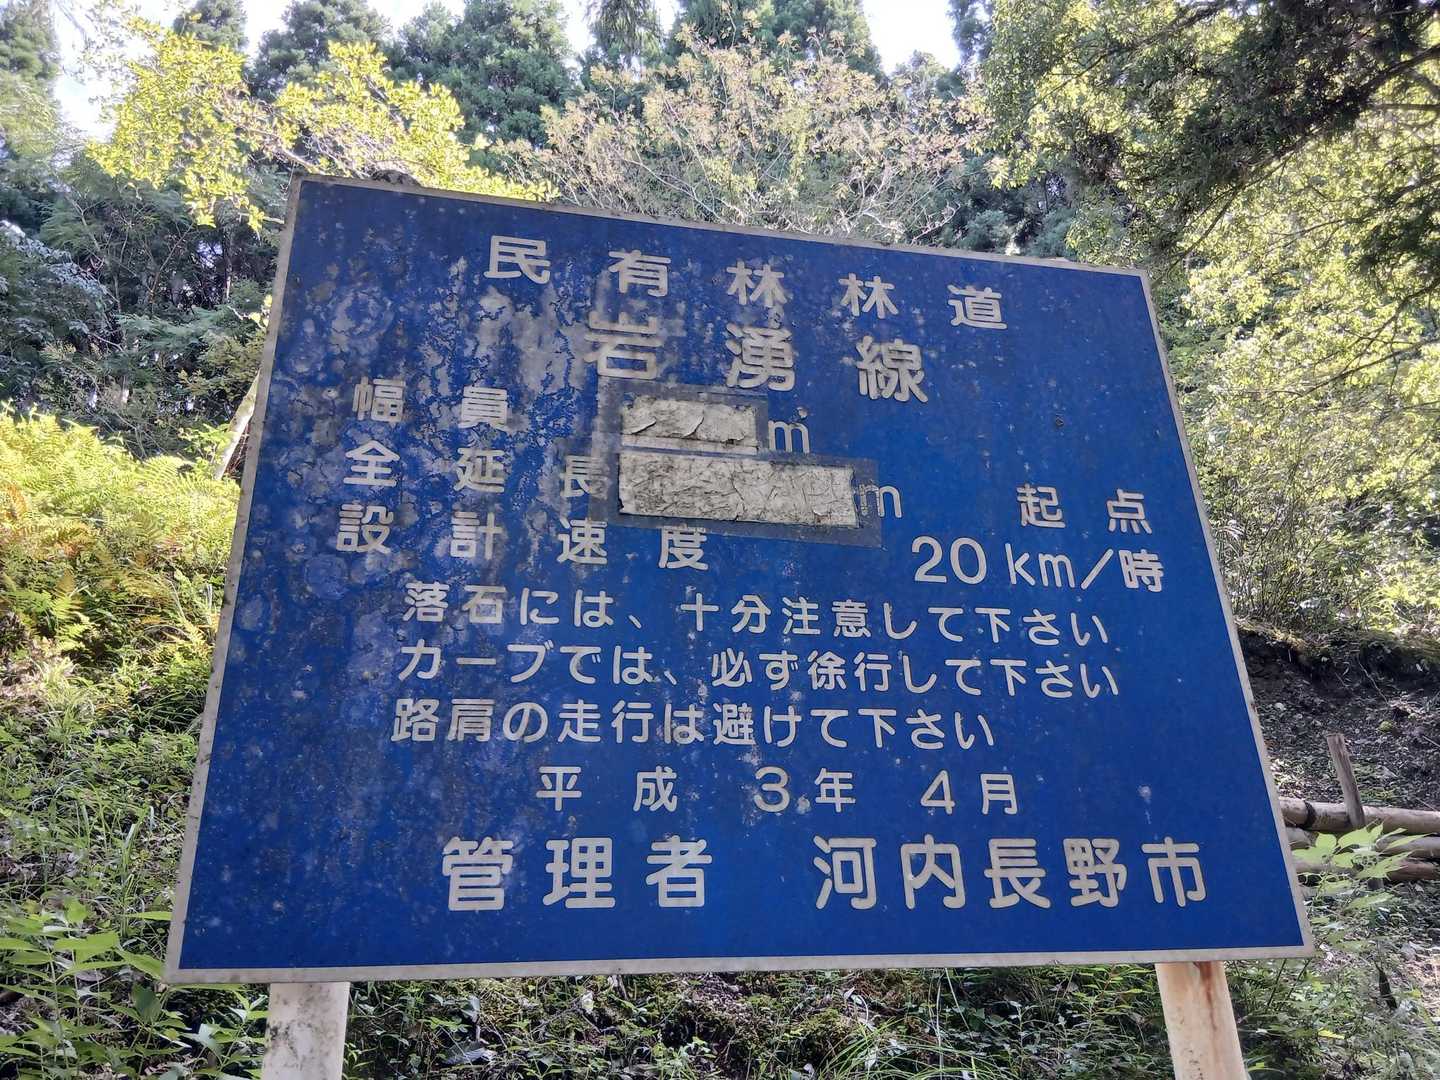 民有林林道
岩湧線
幅員 m
全延長 m 起点
設計速度 20km/時
落石には、十分注意して下さい
カーブでは、必ず徐行して下さい
路肩の走行は避けて下さい
平成 3年 4月
管理者 河内長野市